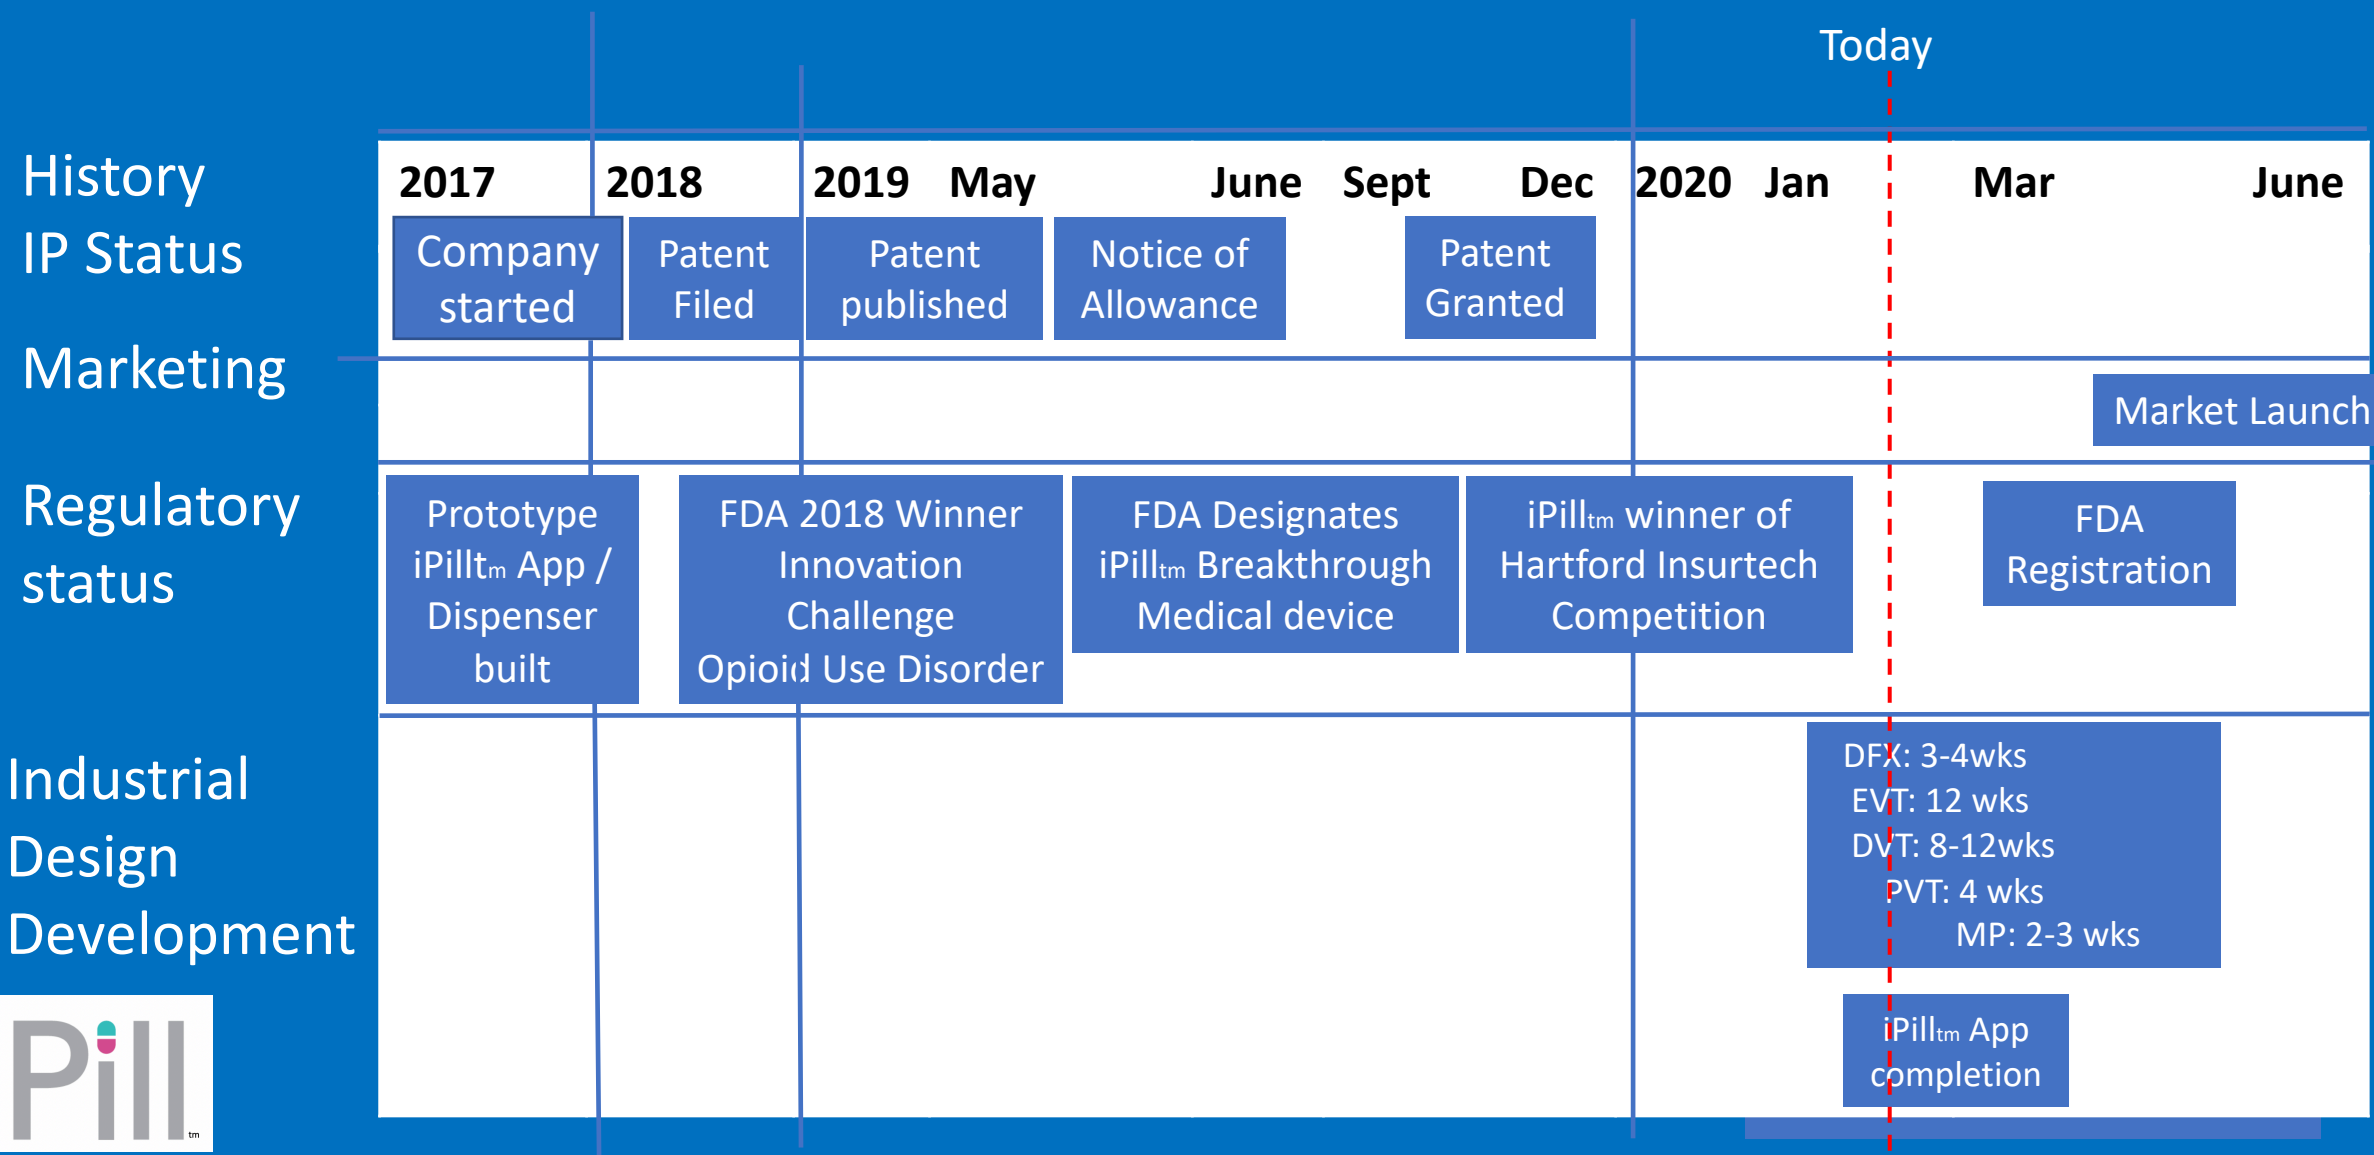 Today
History
IP Status
Marketing
Regulatory
status
Industrial
Design
Development
2017 2018 2019 May June Sept Dec 2020 Jan Mar June
Company
started
Patent
Filed
Patent
published
Notice of
Allowance
Patent
Granted
Market Launch
Prototype
iPilltm App /
Dispenser
built
FDA 2018 Winner
Innovation
Challenge
Opioid Use Disorder
FDA Designates
iPilltm Breakthrough
Medical device
iPilltm winner of
Hartford Insurtech
Competition
FDA
Registration
DFX: 3-4wks
EVT: 12 wks
DVT: 8-12wks
PVT: 4 wks
MP: 2-3 wks
iPilltm App
completion
Pill tm